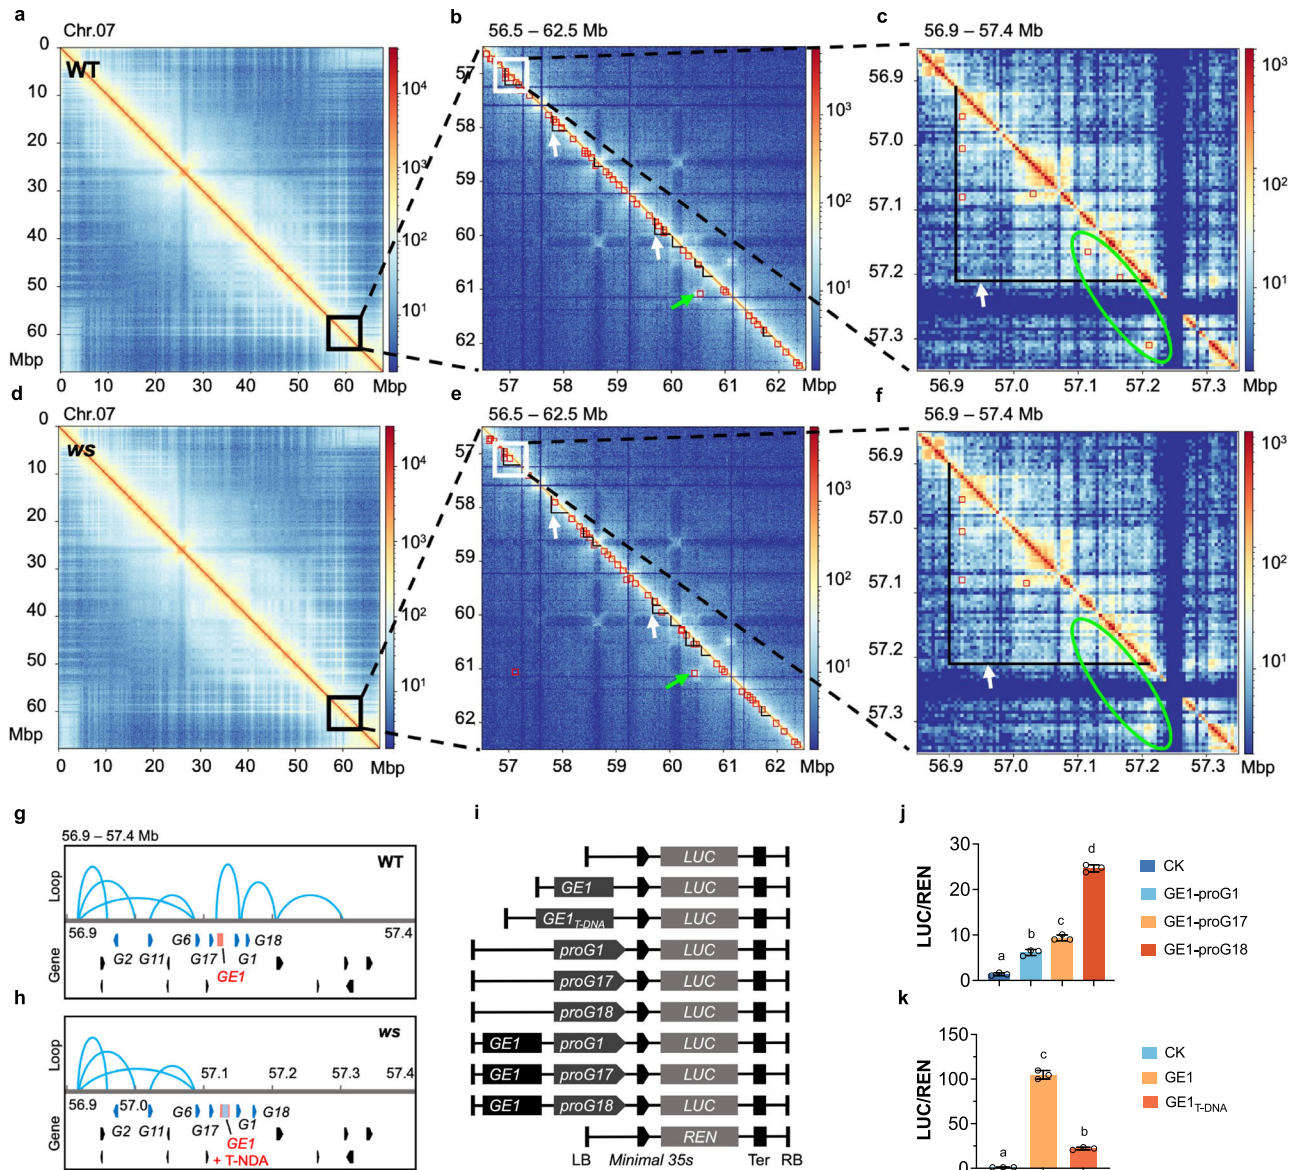 a
Chr.07
WT
0
10
20
30
40
50
60
Mbp
0 10 20 30 40 50 60 Mbp
10⁴
10³
10²
10¹
b
56.5 – 62.5 Mb
57
58
59
60
61
62
57 58 59 60 61 62 Mbp
10³
10²
10¹
c
56.9 – 57.4 Mb
56.9
57.0
57.1
57.2
57.3
56.9 57.0 57.1 57.2 57.3 Mbp
10³
10²
10¹
d
Chr.07
ws
0
10
20
30
40
50
60
0 10 20 30 40 50 60 Mbp
10⁴
10³
10²
10¹
e
56.5 – 62.5 Mb
57
58
59
60
61
62
57 58 59 60 61 62 Mbp
10³
10²
10¹
f
56.9 – 57.4 Mb
56.9
57.0
57.1
57.2
57.3
56.9 57.0 57.1 57.2 57.3 Mbp
10³
10²
10¹
g
56.9 – 57.4 Mb
WT
Loop
56.9 57.4
Gene
G6 G18
G2 G11 G17 G1
GE1
h
ws
Loop
57.1 57.2 57.3 57.4
56.9 57.0
Gene
G6 G18
G2 G11 G17 G1
GE1
+ T-NDA
i
LUC
GE1 LUC
GE1T-DNA LUC
proG1 LUC
proG17 LUC
proG18 LUC
GE1 proG1 LUC
GE1 proG17 LUC
GE1 proG18 LUC
REN
LB Minimal 35s Ter RB
j
LUC/REN
30
20
10
0
a
b
c
d
CK
GE1-proG1
GE1-proG17
GE1-proG18
k
LUC/REN
150
100
50
0
a
c
b
CK
GE1
GE1T-DNA